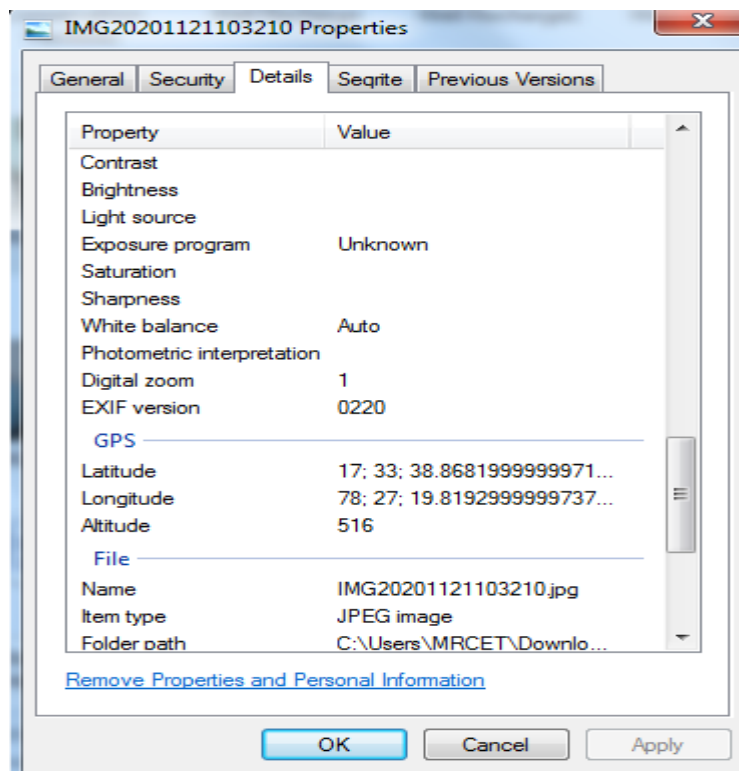 IMG20201121103210 Properties
General Security Details Seqrite Previous Versions
Property Value
Contrast
Brightness
Light source
Exposure program Unknown
Saturation
Sharpness
White balance Auto
Photometric interpretation
Digital zoom 1
EXIF version 0220
GPS
Latitude 17; 33; 38.8681999999971...
Longitude 78; 27; 19.8192999999737...
Altitude 516
File
Name IMG20201121103210.jpg
Item type JPEG image
Folder path C:\Users\MRCET\Downlo...
Remove Properties and Personal Information
OK Cancel Apply